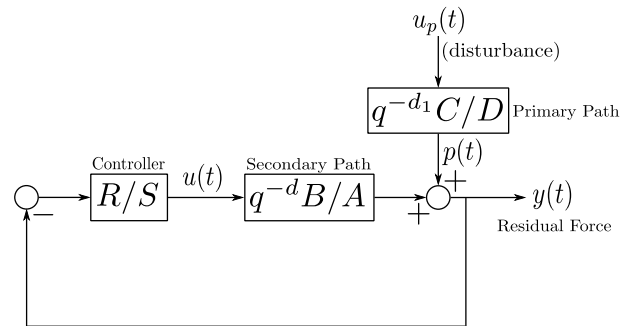 u_p(t)
(disturbance)
q^{-d_1}C/D
Primary Path
p(t)
+
Controller
Secondary Path
R/S
u(t)
q^{-d}B/A
−
+
y(t)
Residual Force